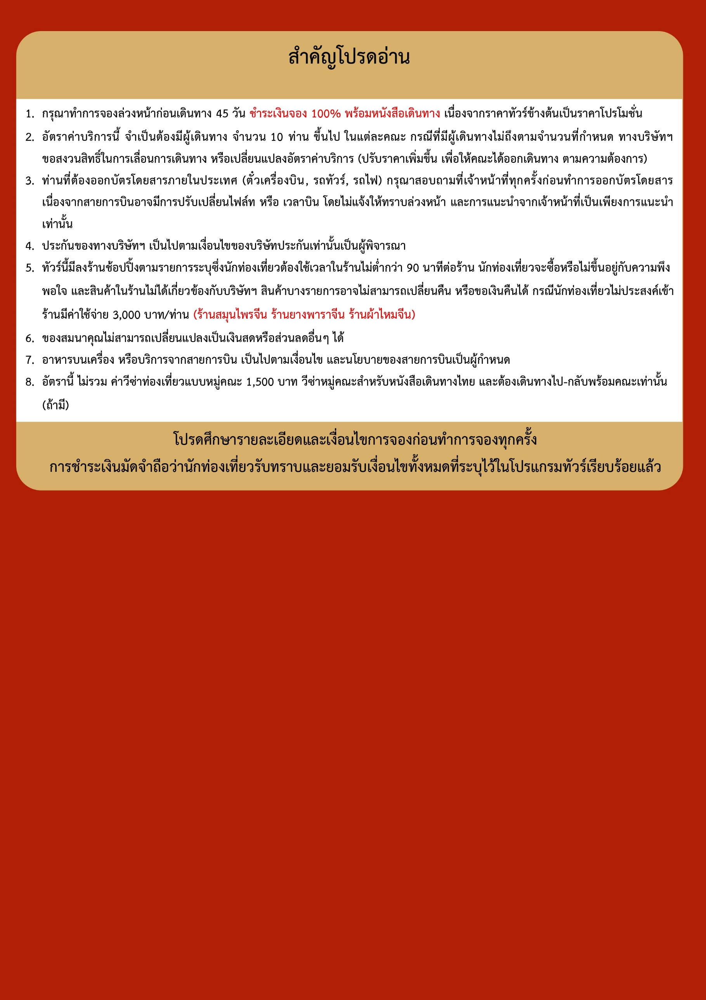 สำคัญโปรดอ่าน
1. กรุณาทำการจองล่วงหน้าก่อนเดินทาง 45 วัน ชำระเงินจอง 100% พร้อมหนังสือเดินทาง เนื่องจากราคาทัวร์ข้างต้นเป็นราคาโปรโมชั่น
2. อัตราค่าบริการนี้ จำเป็นต้องมีผู้เดินทาง จำนวน 10 ท่าน ขึ้นไป ในแต่ละคณะ กรณีที่มีผู้เดินทางไม่ถึงตามจำนวนที่กำหนด ทางบริษัทฯ
ขอสงวนสิทธิ์ในการเลื่อนการเดินทาง หรือเปลี่ยนแปลงอัตราค่าบริการ (ปรับราคาเพิ่มขึ้น เพื่อให้คณะได้ออกเดินทาง ตามความต้องการ)
3. ท่านที่ต้องออกบัตรโดยสารภายในประเทศ (ตั๋วเครื่องบิน, รถทัวร์, รถไฟ) กรุณาสอบถามที่เจ้าหน้าที่ทุกครั้งก่อนทำการออกบัตรโดยสาร
เนื่องจากสายการบินอาจมีการปรับเปลี่ยนไฟล์ท หรือ เวลาบิน โดยไม่แจ้งให้ทราบล่วงหน้า และการแนะนำจากเจ้าหน้าที่เป็นเพียงการแนะนำ
เท่านั้น
4. ประกันของทางบริษัทฯ เป็นไปตามเงื่อนไขของบริษัทประกันเท่านั้นเป็นผู้พิจารณา
5. ทัวร์นี้มีลงร้านช้อปปิ้งตามรายการระบุซึ่งนักท่องเที่ยวต้องใช้เวลาในร้านไม่ต่ำกว่า 90 นาทีต่อร้าน นักท่องเที่ยวจะซื้อหรือไม่ขึ้นอยู่กับความพึง
พอใจ และสินค้าในร้านไม่ได้เกี่ยวข้องกับบริษัทฯ สินค้าบางรายการอาจไม่สามารถเปลี่ยนคืน หรือขอเงินคืนได้ กรณีนักท่องเที่ยวไม่ประสงค์เข้า
ร้านมีค่าใช้จ่าย 3,000 บาท/ท่าน (ร้านสมุนไพรจีน ร้านยางพาราจีน ร้านผ้าไหมจีน)
6. ของสมนาคุณไม่สามารถเปลี่ยนแปลงเป็นเงินสดหรือส่วนลดอื่นๆ ได้
7. อาหารบนเครื่อง หรือบริการจากสายการบิน เป็นไปตามเงื่อนไข และนโยบายของสายการบินเป็นผู้กำหนด
8. อัตรานี้ ไม่รวม ค่าวีซ่าท่องเที่ยวแบบหมู่คณะ 1,500 บาท วีซ่าหมู่คณะสำหรับหนังสือเดินทางไทย และต้องเดินทางไป-กลับพร้อมคณะเท่านั้น
(ถ้ามี)
โปรดศึกษารายละเอียดและเงื่อนไขการจองก่อนทำการจองทุกครั้ง
การชำระเงินมัดจำถือว่านักท่องเที่ยวรับทราบและยอมรับเงื่อนไขทั้งหมดที่ระบุไว้ในโปรแกรมทัวร์เรียบร้อยแล้ว